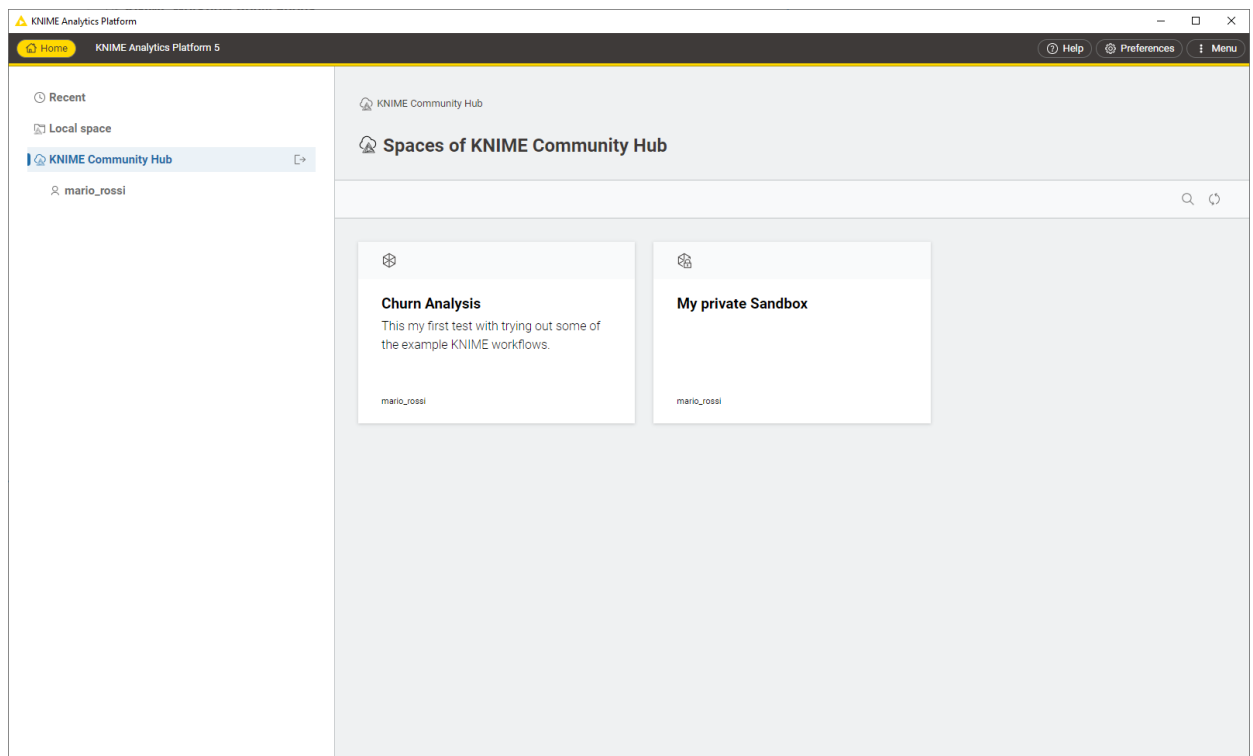 KNIME Analytics Platform
Home
KNIME Analytics Platform 5
Help
Preferences
Menu
Recent
Local space
KNIME Community Hub
mario_rossi
KNIME Community Hub
Spaces of KNIME Community Hub
Churn Analysis
This my first test with trying out some of
the example KNIME workflows.
mario_rossi
My private Sandbox
mario_rossi